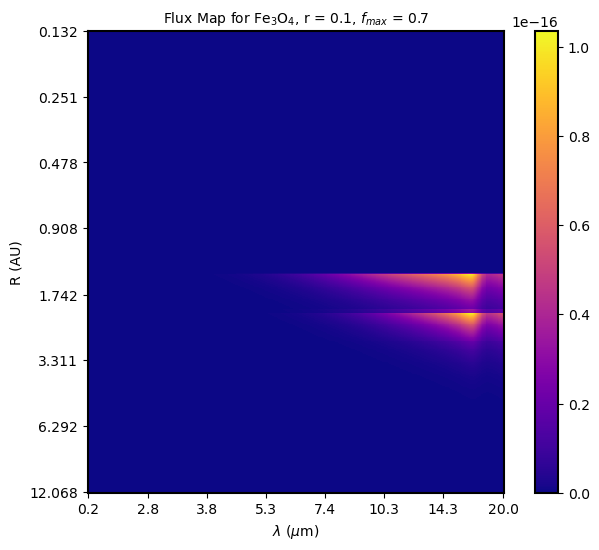 Flux Map for Fe₃O₄, r = 0.1, f_max = 0.7
1e−16
0.132
0.251
0.478
0.908
1.742
3.311
6.292
12.068
R (AU)
0.2 2.8 3.8 5.3 7.4 10.3 14.3 20.0
λ (μm)
1.0
0.8
0.6
0.4
0.2
0.0